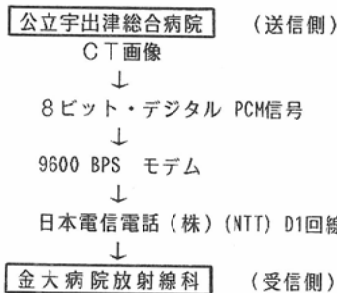 公立宇出津総合病院 (送信側)
CT画像
↓
8ビット・デジタル PCM信号
↓
9600 BPS モデム
↓
日本電信電話(株)(NTT) D1回線
↓
金大病院放射線科 (受信側)